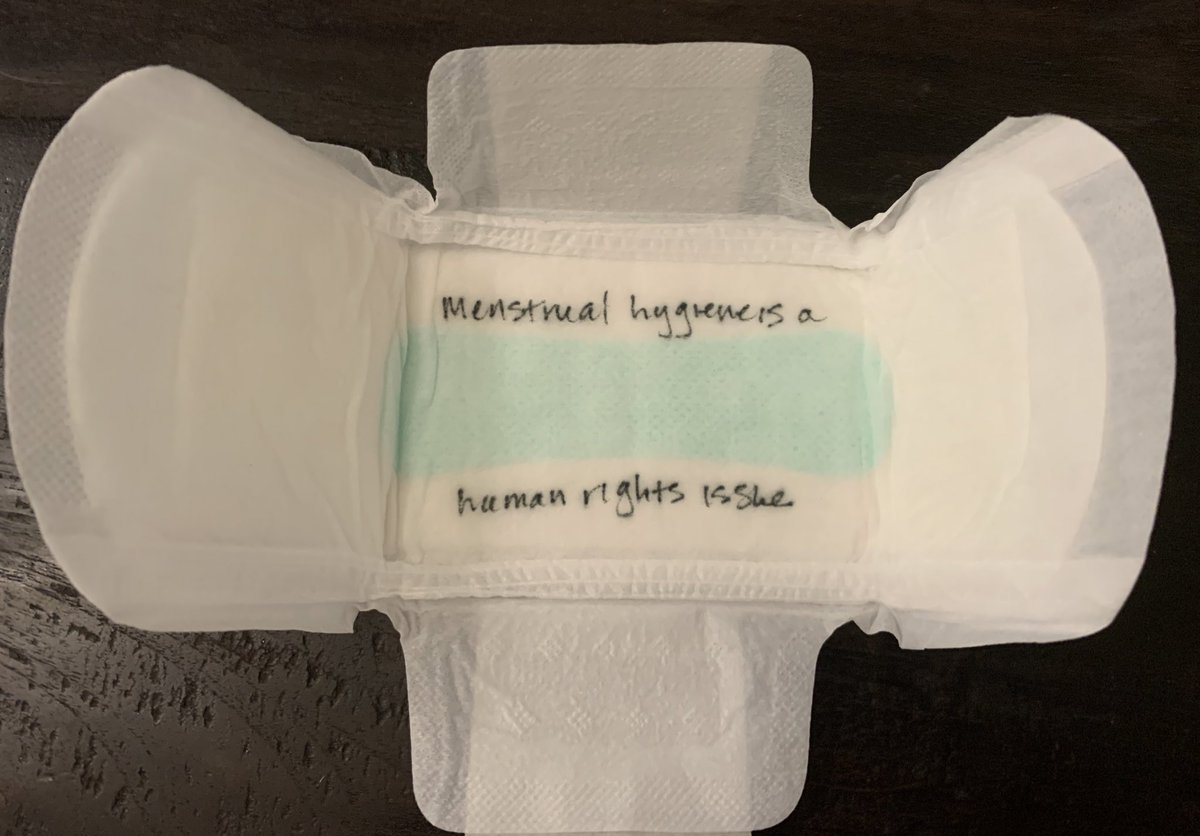 Menstrual hygiene is a
human rights issue